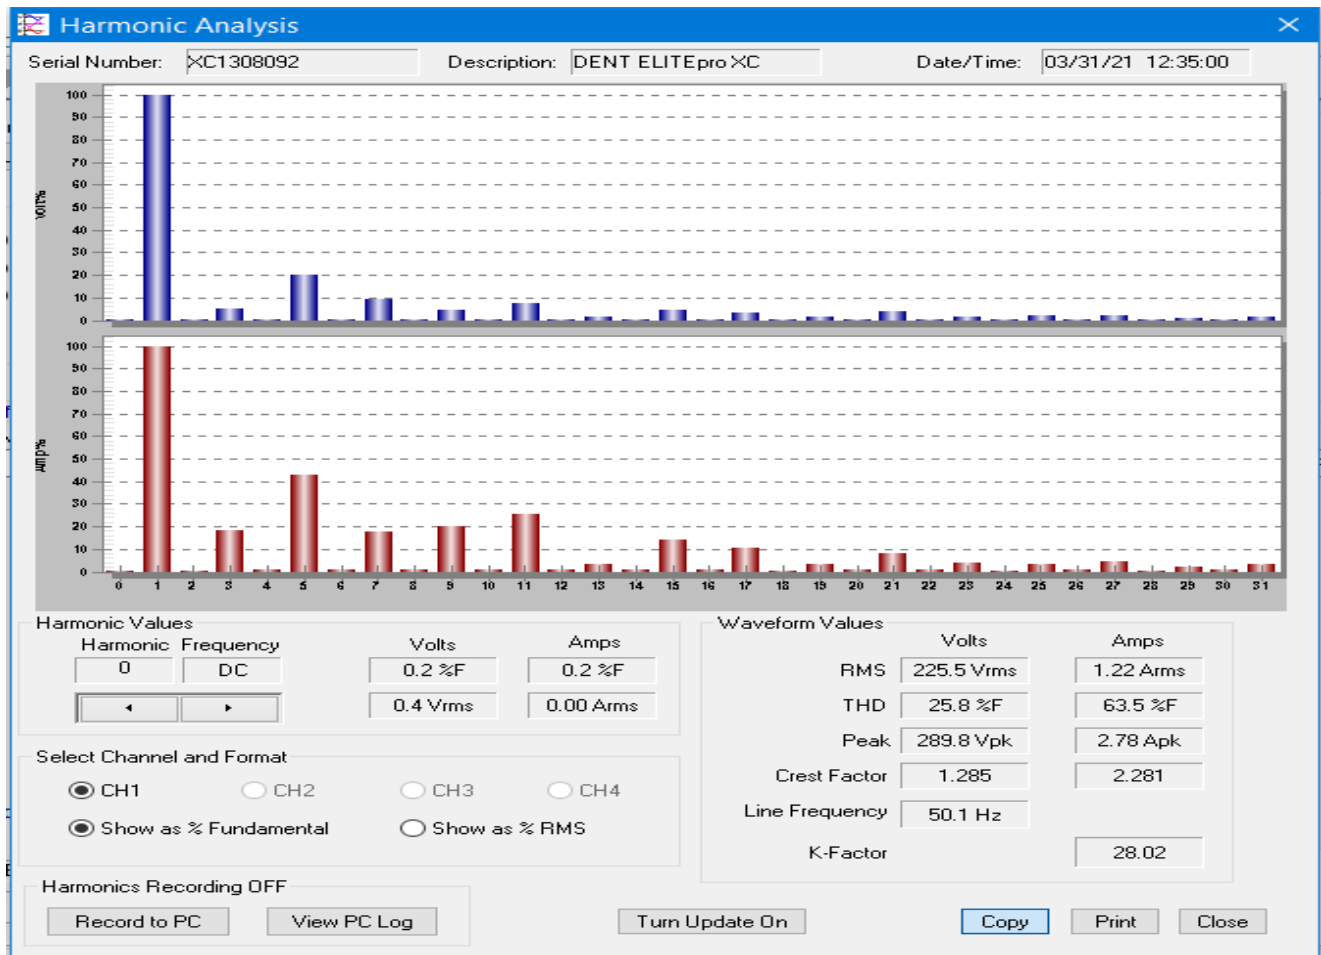 Harmonic Analysis
Serial Number: XC1308092 Description: DENT ELITEpro XC Date/Time: 03/31/21 12:35:00
Volt%
100
90
80
70
60
50
40
30
20
10
0
Amp%
100
90
80
70
60
50
40
30
20
10
0
0 1 2 3 4 5 6 7 8 9 10 11 12 13 14 15 16 17 18 19 20 21 22 23 24 25 26 27 28 29 30 31
Harmonic Values
Harmonic Frequency Volts Amps
0 DC 0.2 %F 0.2 %F
0.4 Vrms 0.00 Arms
Select Channel and Format
CH1 CH2 CH3 CH4
Show as % Fundamental Show as % RMS
Waveform Values
Volts Amps
RMS 225.5 Vrms 1.22 Arms
THD 25.8 %F 63.5 %F
Peak 289.8 Vpk 2.78 Apk
Crest Factor 1.285 2.281
Line Frequency 50.1 Hz
K-Factor 28.02
Harmonics Recording OFF
Record to PC View PC Log Turn Update On Copy Print Close